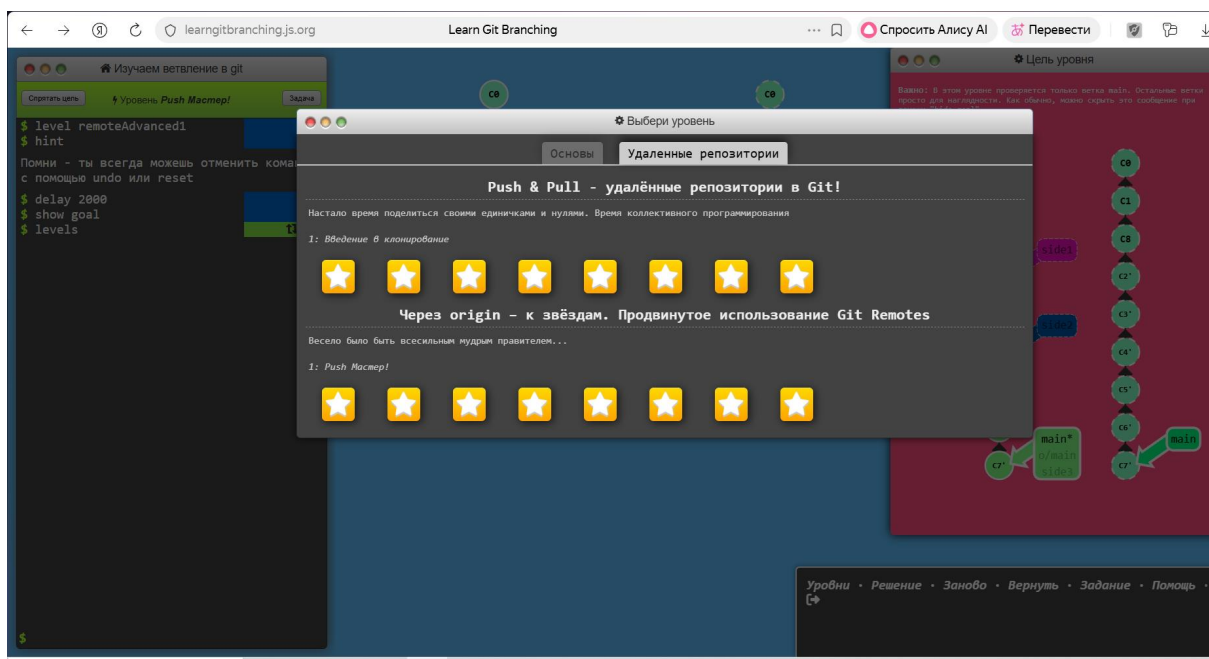 learngitbranching.js.org
Learn Git Branching
Спросить Алису AI
Перевести
Изучаем ветвление в git
Спрятать цель
Уровень Push Мастер!
Задача
$ level remoteAdvanced1
$ hint
Помни - ты всегда можешь отменить кома
с помощью undo или reset
$ delay 2000
$ show goal
$ levels
$
c0
c0
Выбери уровень
Основы
Удаленные репозитории
Push & Pull - удалённые репозитории в Git!
Настало время поделиться своими единичками и нулями. Время коллективного программирования
1: Введение в клонирование
Через origin – к звёздам. Продвинутое использование Git Remotes
Весело было быть всесильным мудрым правителем...
1: Push Мастер!
Цель уровня
Важно: В этом уровне проверяется только ветка main. Остальные ветки
просто для наглядности. Как обычно, можно скрыть это сообщение при
c0
c1
c8
side1
c2'
c3'
side2
c4'
c5'
c6'
main*
o/main
side3
main
c7'
c7'
Уровни · Решение · Заново · Вернуть · Задание · Помощь ·